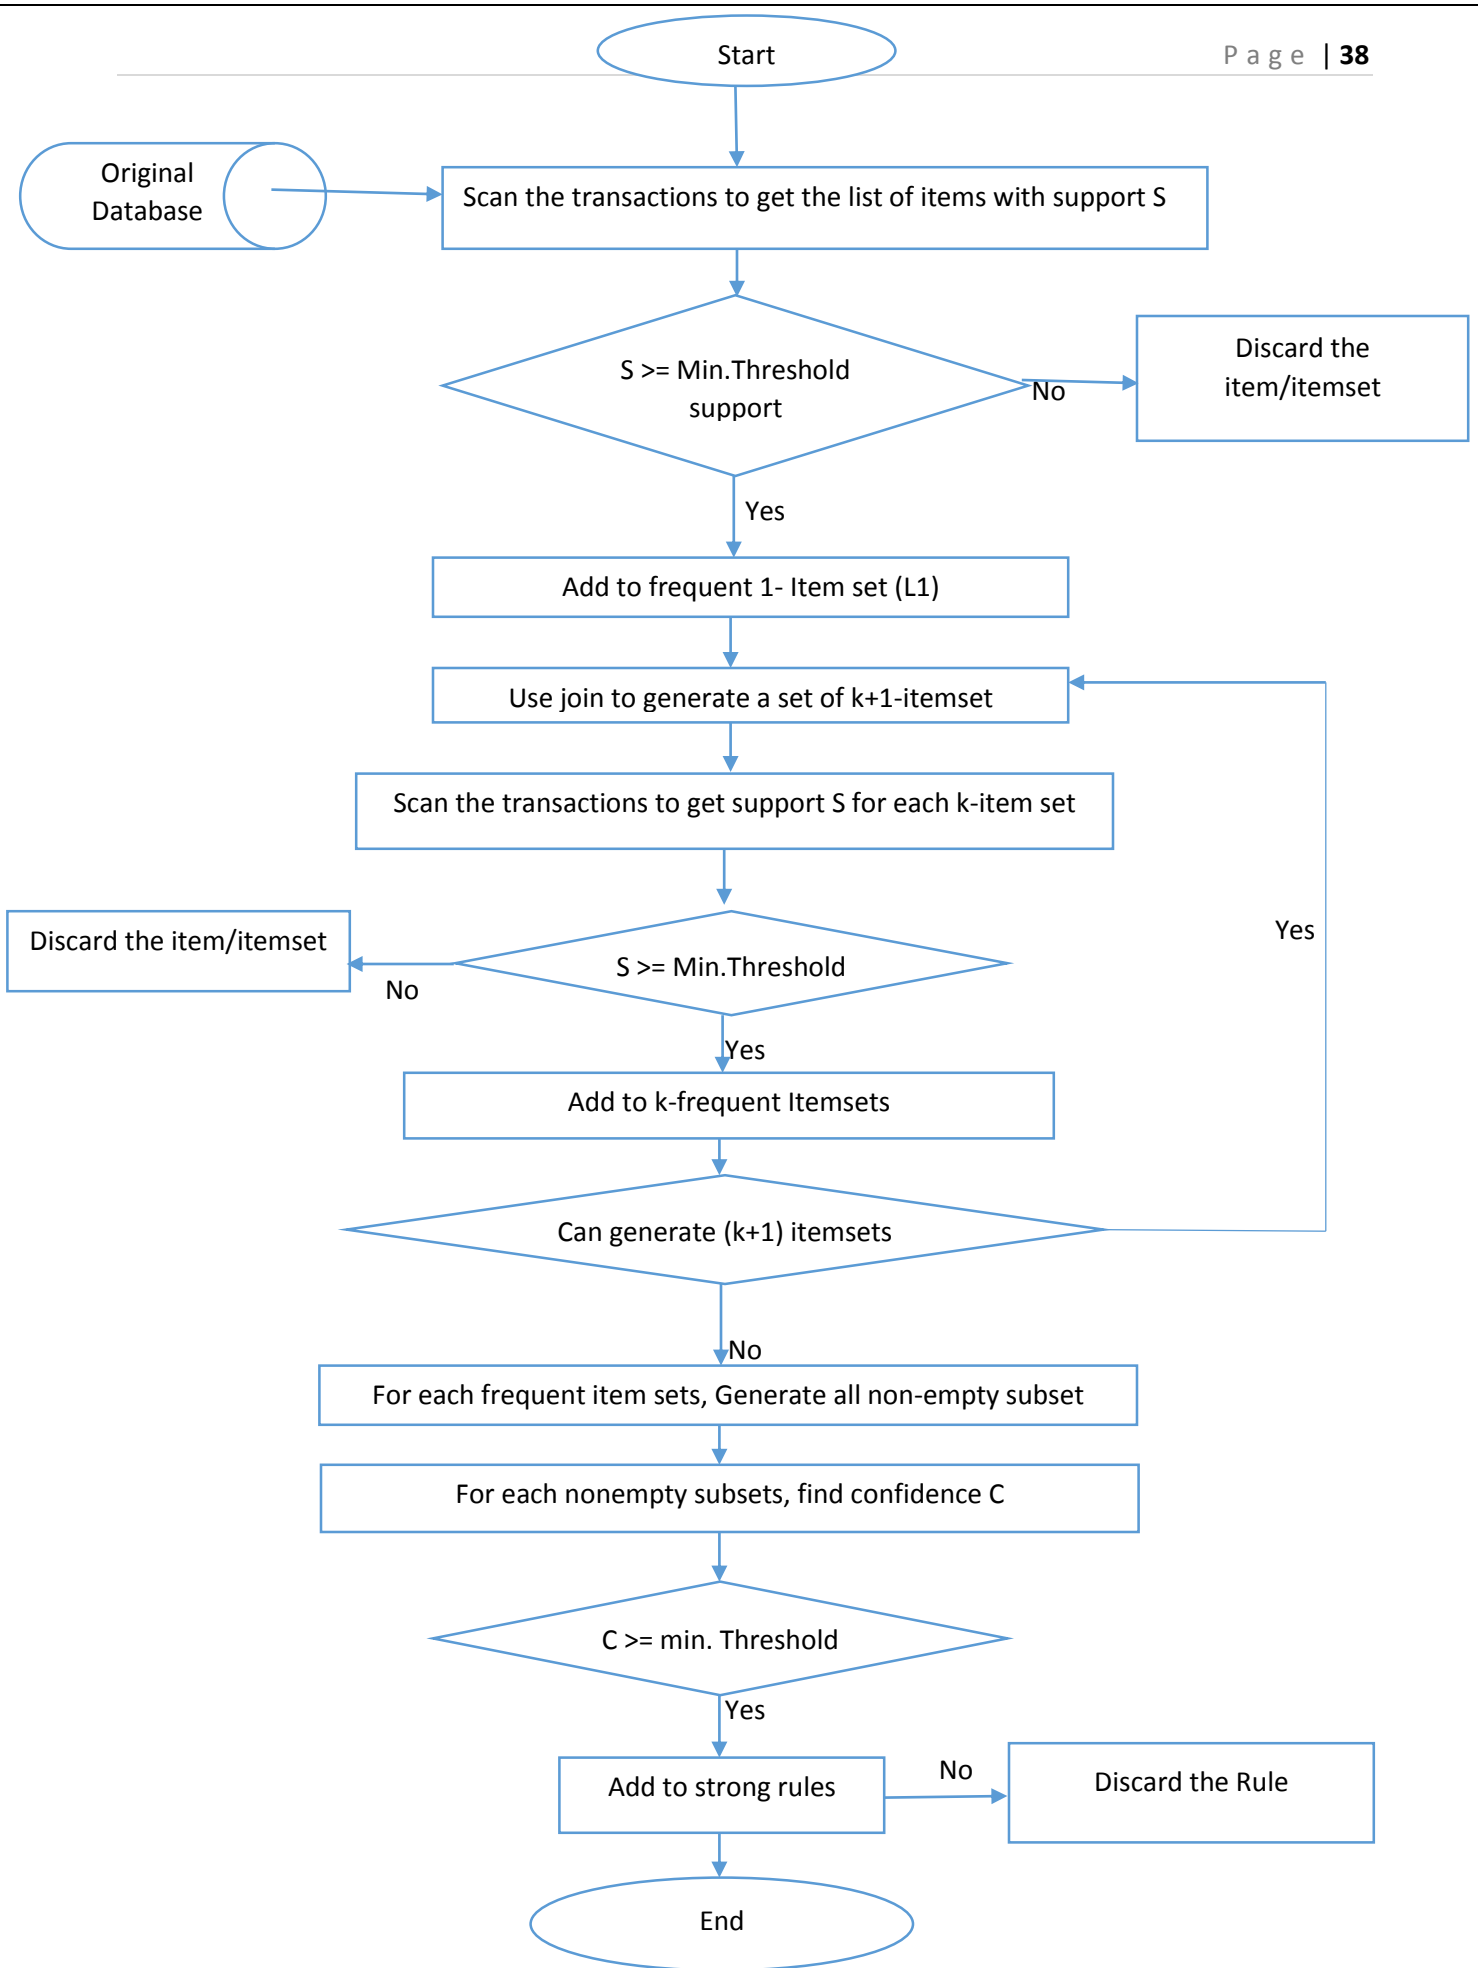 Start
P a g e | 38
Original
Database
Scan the transactions to get the list of items with support S
S >= Min.Threshold
support
No
Discard the
item/itemset
Yes
Add to frequent 1- Item set (L1)
Use join to generate a set of k+1-itemset
Scan the transactions to get support S for each k-item set
Yes
Discard the item/itemset
S >= Min.Threshold
No
Yes
Add to k-frequent Itemsets
Can generate (k+1) itemsets
No
For each frequent item sets, Generate all non-empty subset
For each nonempty subsets, find confidence C
C >= min. Threshold
Yes
Add to strong rules
No
Discard the Rule
End